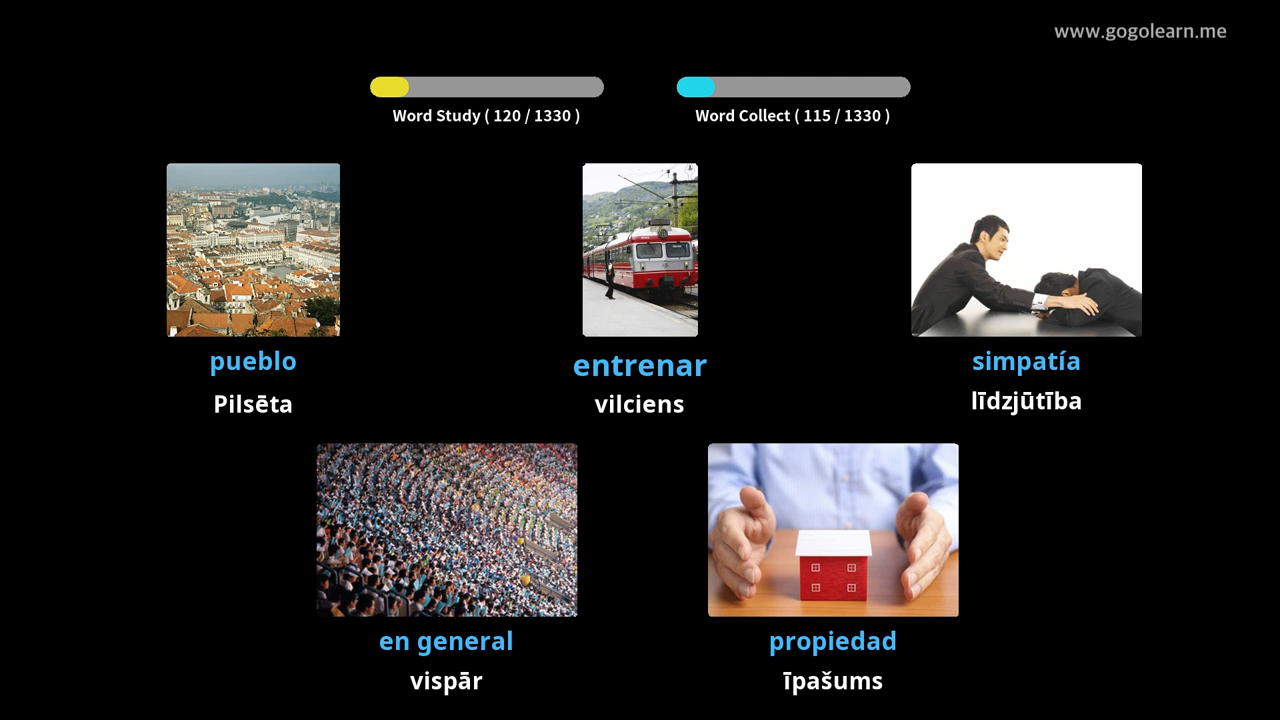 www.gogolearn.me
Word Study ( 120 / 1330 )
Word Collect ( 115 / 1330 )
pueblo
Pilsēta
entrenar
vilciens
simpatía
līdzjūtība
en general
vispār
propiedad
īpašums